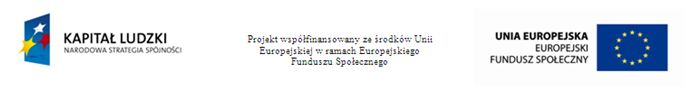 KAPITAŁ LUDZKI
NARODOWA STRATEGIA SPÓJNOŚCI
Projekt współfinansowany ze środków Unii
Europejskiej w ramach Europejskiego
Funduszu Społecznego
UNIA EUROPEJSKA
EUROPEJSKI
FUNDUSZ SPOŁECZNY